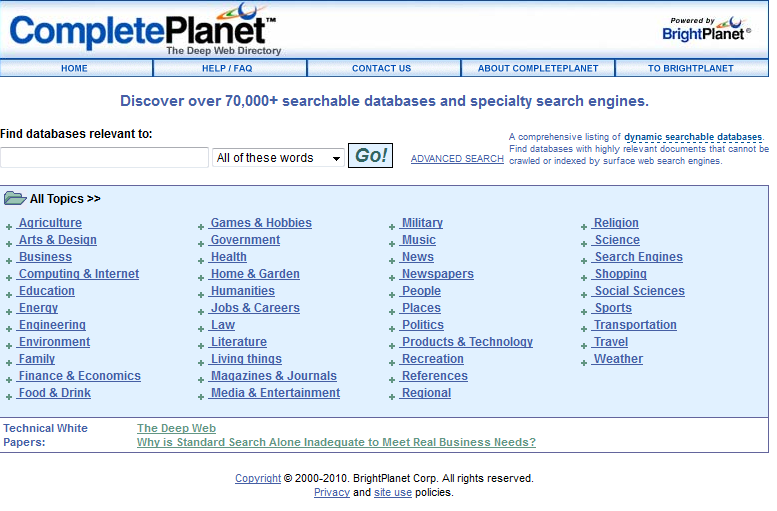 CompletePlanet™
The Deep Web Directory
Powered by
BrightPlanet®
HOME HELP / FAQ CONTACT US ABOUT COMPLETEPLANET TO BRIGHTPLANET
Discover over 70,000+ searchable databases and specialty search engines.
Find databases relevant to:
All of these words Go! ADVANCED SEARCH
A comprehensive listing of dynamic searchable databases.
Find databases with highly relevant documents that cannot be
crawled or indexed by surface web search engines.
All Topics >>
Agriculture
Arts & Design
Business
Computing & Internet
Education
Energy
Engineering
Environment
Family
Finance & Economics
Food & Drink
Games & Hobbies
Government
Health
Home & Garden
Humanities
Jobs & Careers
Law
Literature
Living things
Magazines & Journals
Media & Entertainment
Military
Music
News
Newspapers
People
Places
Politics
Products & Technology
Recreation
References
Regional
Religion
Science
Search Engines
Shopping
Social Sciences
Sports
Transportation
Travel
Weather
Technical White
Papers:
The Deep Web
Why is Standard Search Alone Inadequate to Meet Real Business Needs?
Copyright © 2000-2010. BrightPlanet Corp. All rights reserved.
Privacy and site use policies.